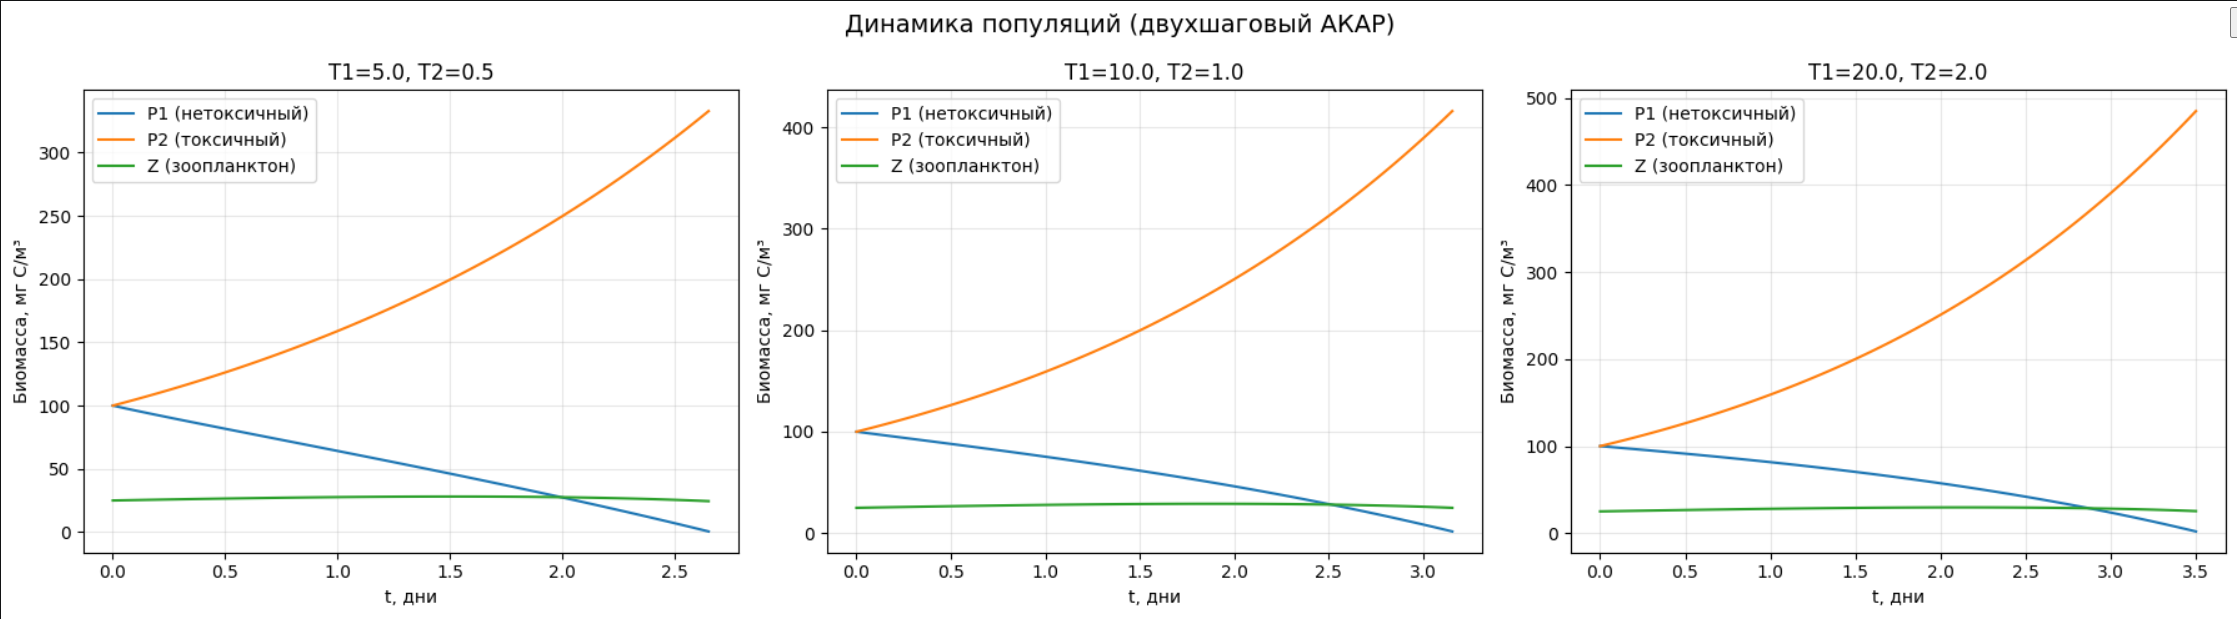 Динамика популяций (двухшаговый АКАР)
T1=5.0, T2=0.5
P1 (нетоксичный)
P2 (токсичный)
Z (зоопланктон)
Биомасса, мг C/м³
300
250
200
150
100
50
0
0.0 0.5 1.0 1.5 2.0 2.5
t, дни
T1=10.0, T2=1.0
P1 (нетоксичный)
P2 (токсичный)
Z (зоопланктон)
Биомасса, мг C/м³
400
300
200
100
0
0.0 0.5 1.0 1.5 2.0 2.5 3.0
t, дни
T1=20.0, T2=2.0
P1 (нетоксичный)
P2 (токсичный)
Z (зоопланктон)
Биомасса, мг C/м³
500
400
300
200
100
0
0.0 0.5 1.0 1.5 2.0 2.5 3.0 3.5
t, дни